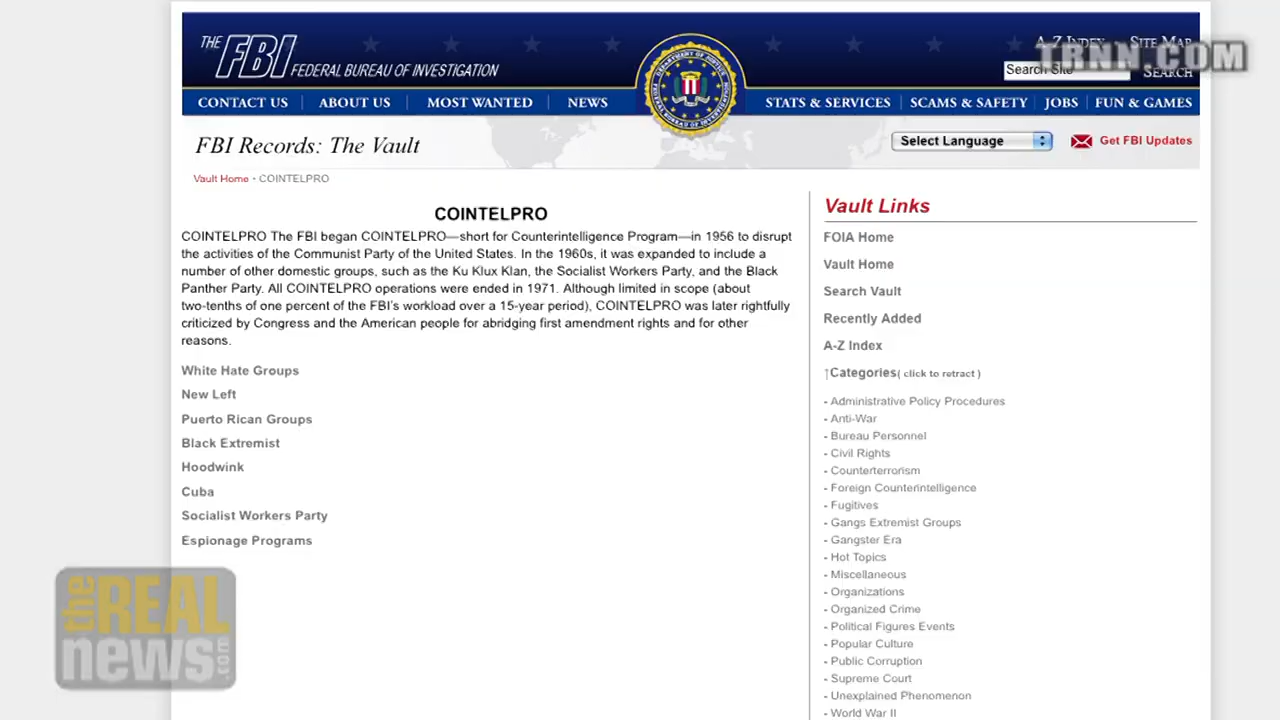 THE FBI FEDERAL BUREAU OF INVESTIGATION
A-Z INDEX SITE MAP
TRNN.COM
Search Site SEARCH
CONTACT US ABOUT US MOST WANTED NEWS STATS & SERVICES SCAMS & SAFETY JOBS FUN & GAMES
DEPARTMENT OF JUSTICE
FEDERAL BUREAU OF INVESTIGATION
FBI Records: The Vault
Select Language
Get FBI Updates
Vault Home • COINTELPRO
COINTELPRO
COINTELPRO The FBI began COINTELPRO—short for Counterintelligence Program—in 1956 to disrupt
the activities of the Communist Party of the United States. In the 1960s, it was expanded to include a
number of other domestic groups, such as the Ku Klux Klan, the Socialist Workers Party, and the Black
Panther Party. All COINTELPRO operations were ended in 1971. Although limited in scope (about
two-tenths of one percent of the FBI's workload over a 15-year period), COINTELPRO was later rightfully
criticized by Congress and the American people for abridging first amendment rights and for other
reasons.
White Hate Groups
New Left
Puerto Rican Groups
Black Extremist
Hoodwink
Cuba
Socialist Workers Party
Espionage Programs
Vault Links
FOIA Home
Vault Home
Search Vault
Recently Added
A-Z Index
↑Categories( click to retract )
- Administrative Policy Procedures
- Anti-War
- Bureau Personnel
- Civil Rights
- Counterterrorism
- Foreign Counterintelligence
- Fugitives
- Gangs Extremist Groups
- Gangster Era
- Hot Topics
- Miscellaneous
- Organizations
- Organized Crime
- Political Figures Events
- Popular Culture
- Public Corruption
- Supreme Court
- Unexplained Phenomenon
- World War II
the REAL
news.com